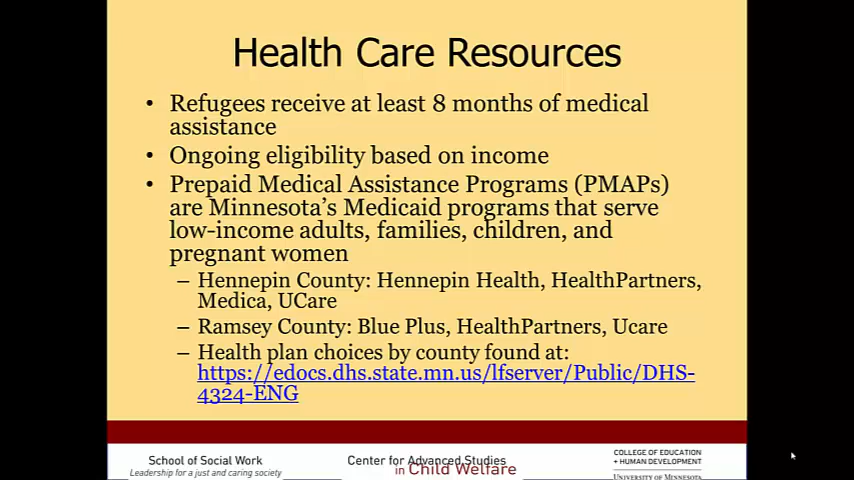 Health Care Resources
• Refugees receive at least 8 months of medical
assistance
• Ongoing eligibility based on income
• Prepaid Medical Assistance Programs (PMAPs)
are Minnesota's Medicaid programs that serve
low-income adults, families, children, and
pregnant women
– Hennepin County: Hennepin Health, HealthPartners,
Medica, UCare
– Ramsey County: Blue Plus, HealthPartners, Ucare
– Health plan choices by county found at:
https://edocs.dhs.state.mn.us/lfserver/Public/DHS-
4324-ENG
School of Social Work
Leadership for a just and caring society
Center for Advanced Studies
in Child Welfare
COLLEGE OF EDUCATION
+ HUMAN DEVELOPMENT
UNIVERSITY OF MINNESOTA